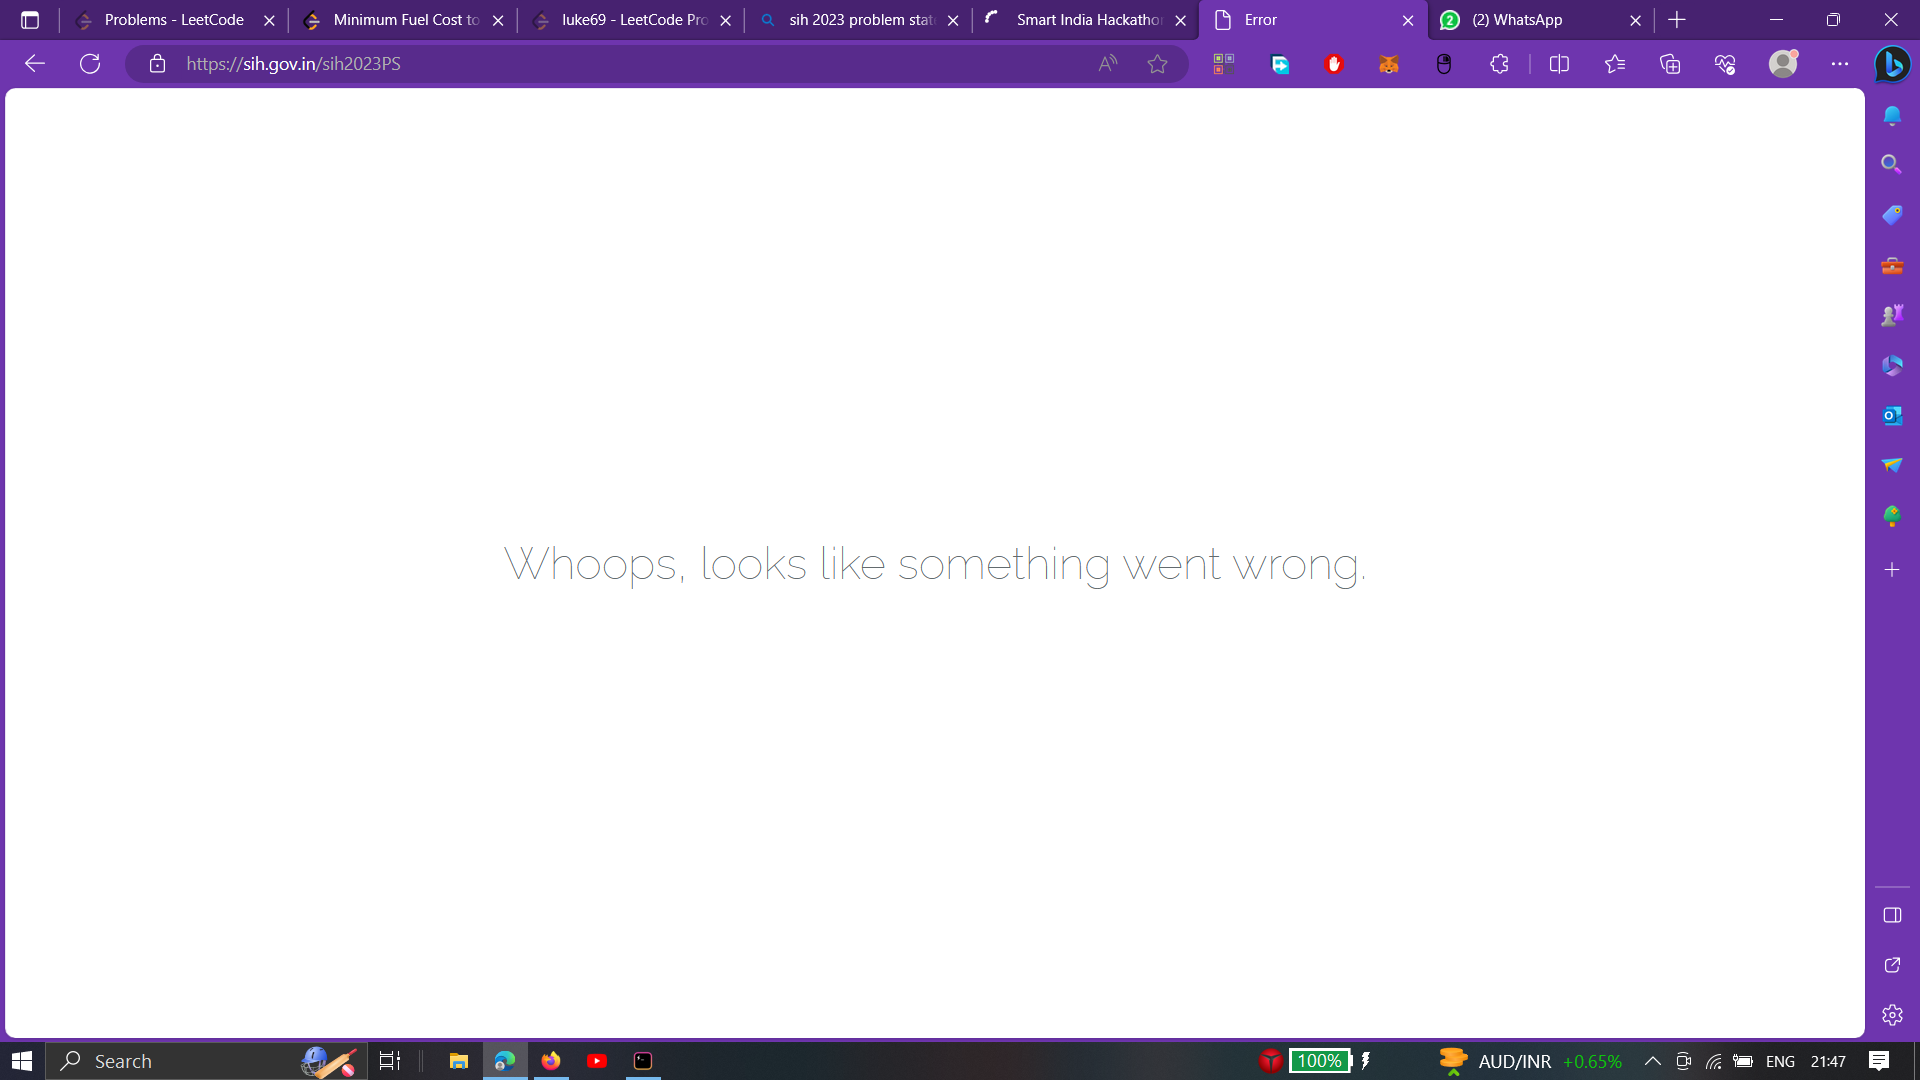 Problems - LeetCode
Minimum Fuel Cost to
luke69 - LeetCode Pro
sih 2023 problem stat
Smart India Hackathon
Error
2
(2) WhatsApp
https://sih.gov.in/sih2023PS
Whoops, looks like something went wrong.
Search
100%
AUD/INR +0.65%
ENG
21:47